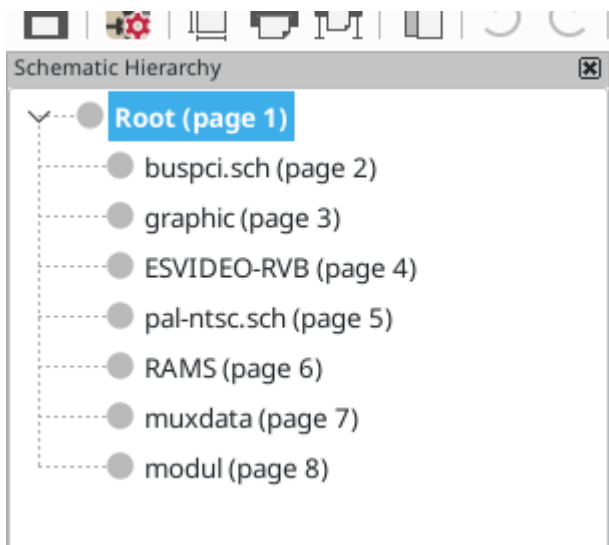 Schematic Hierarchy
Root (page 1)
buspci.sch (page 2)
graphic (page 3)
ESVIDEO-RVB (page 4)
pal-ntsc.sch (page 5)
RAMS (page 6)
muxdata (page 7)
modul (page 8)